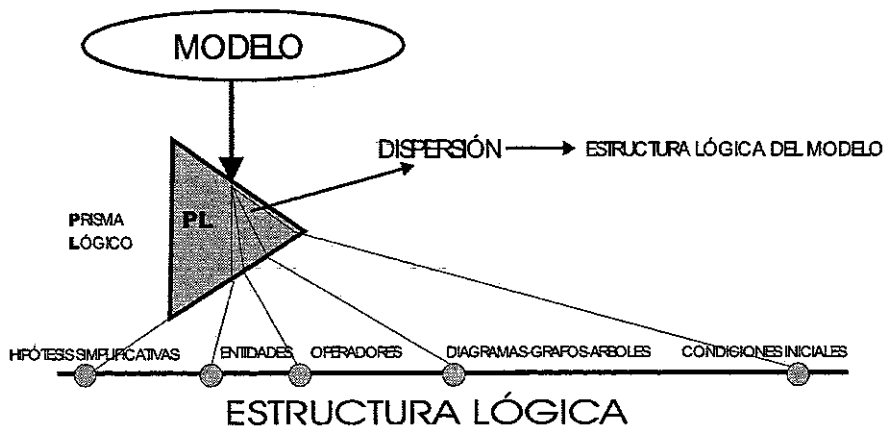 MODELO
DISPERSIÓN ESTRUCTURA LÓGICA DEL MODELO
PRISMA
LÓGICO
PL
HIPÓTESIS SIMPLIFICATIVAS ENTIDADES OPERADORES DIAGRAMAS-GRAFOS-ARBOLES CONDICIONES INICIALES
ESTRUCTURA LÓGICA